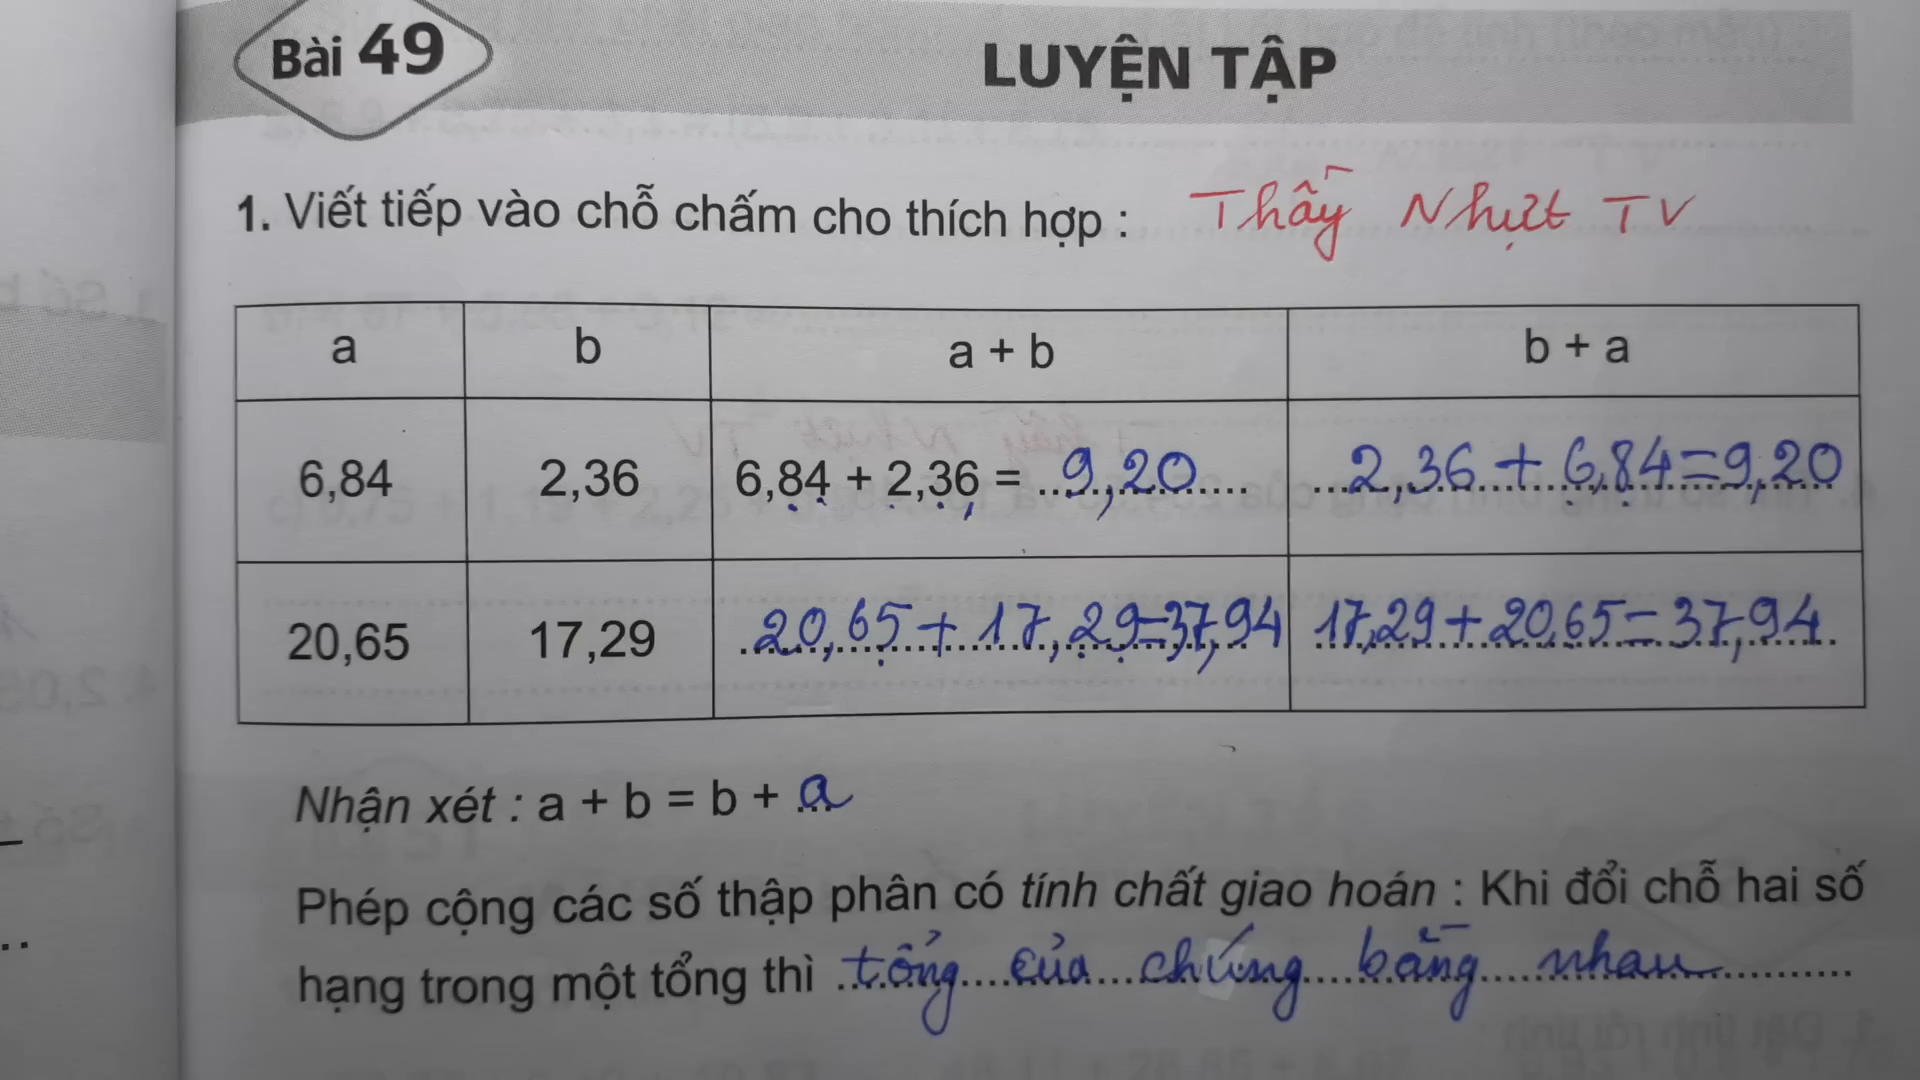 Bài 49
LUYỆN TẬP
1. Viết tiếp vào chỗ chấm cho thích hợp : Thầy Nhựt TV
a b a + b b + a
6,84 2,36 6,84 + 2,36 = 9,20 2,36 + 6,84 = 9,20
20,65 17,29 20,65 + 17,29 = 37,94 17,29 + 20,65 = 37,94
Nhận xét : a + b = b + a
Phép cộng các số thập phân có tính chất giao hoán : Khi đổi chỗ hai số
hạng trong một tổng thì tổng của chúng bằng nhau